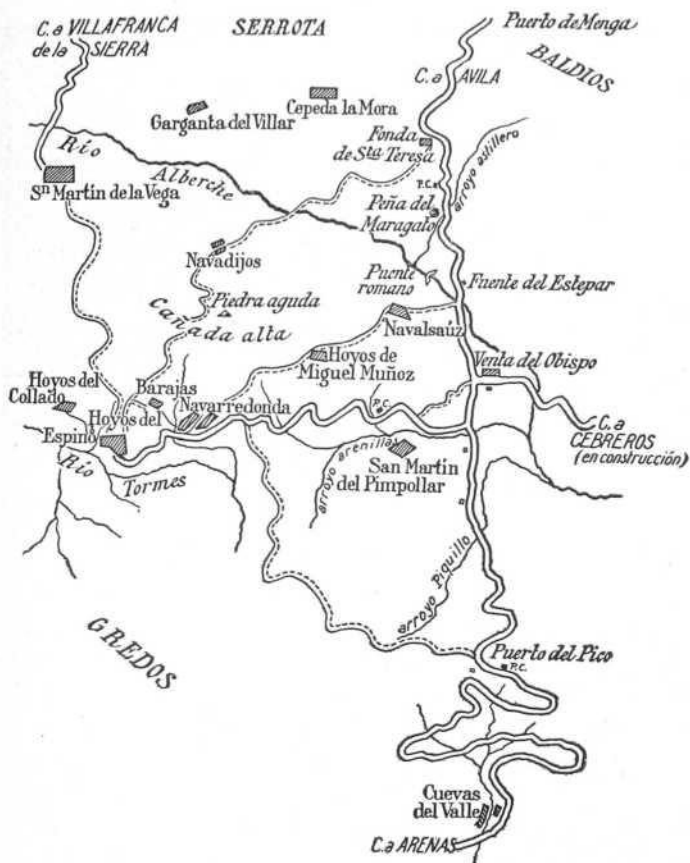 C.a VILLAFRANCA
de la SIERRA
SERROTA
Puerto de Menga
BALDIOS
C.a AVILA
Cepeda la Mora
Garganta del Villar
Fonda
de Sta Teresa
arroyo astillero
Río
Alberche
P.C.
Sn Martin de la Vega
Peña del
Maragato
Navadijos
Puente
romano
Fuente del Estepar
Piedra aguda
Cañada alta
Navalsaúz
Hoyos de
Miguel Muñoz
Venta del Obispo
Hoyos del
Collado
Barajas
Navarredonda
P.C.
Hoyos del
Espino
C.a
CEBREROS
(en construcción)
Río
Tormes
arroyo arenillas
San Martin
del Pimpollar
arroyo Piquillo
GREDOS
Puerto del Pico
P.C.
Cuevas
del Valle
C.a ARENAS